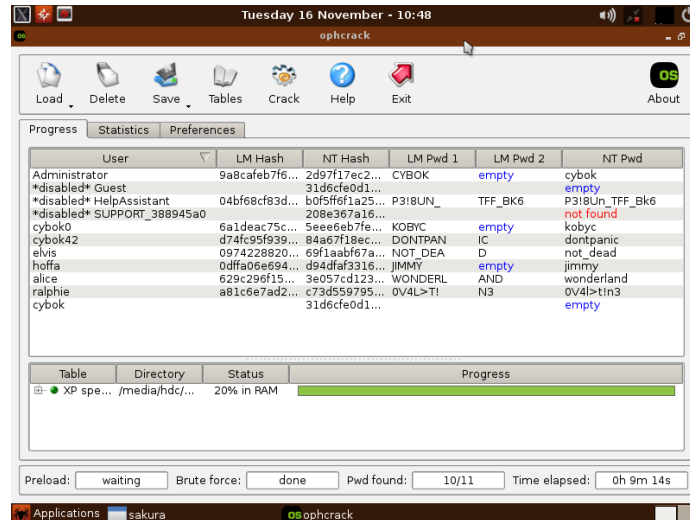 Tuesday 16 November - 10:48
os ophcrack
Load Delete Save Tables Crack Help Exit OS About
Progress Statistics Preferences
User LM Hash NT Hash LM Pwd 1 LM Pwd 2 NT Pwd
Administrator 9a8cafeb7f6... 2d97f17ec2... CYBOK empty cybok
*disabled* Guest 31d6cfe0d1... empty
*disabled* HelpAssistant 04bf68cf83d... b0f5ff6f1a25... P3!8UN_ TFF_BK6 P3!8Un_TFF_Bk6
*disabled* SUPPORT_388945a0 208e367a16... not found
cybok0 6a1deac75c... 5eee6eb7fe... KOBYC empty kobyc
cybok42 d74fc95f939... 84a67f18ec... DONTPAN IC dontpanic
elvis 0974228820... 69f1aabf67a... NOT_DEA D not_dead
hoffa 0dffa06e694... d94dfaf3316... JIMMY empty jimmy
alice 629c296f15... 3e057cd123... WONDERL AND wonderland
ralphie a81c6e7ad2... c73d559795... 0V4L>T! N3 0V4l>t!n3
cybok 31d6cfe0d1... empty
Table Directory Status Progress
XP spe... /media/hdc/... 20% in RAM
Preload: waiting Brute force: done Pwd found: 10/11 Time elapsed: 0h 9m 14s
Applications sakura os ophcrack